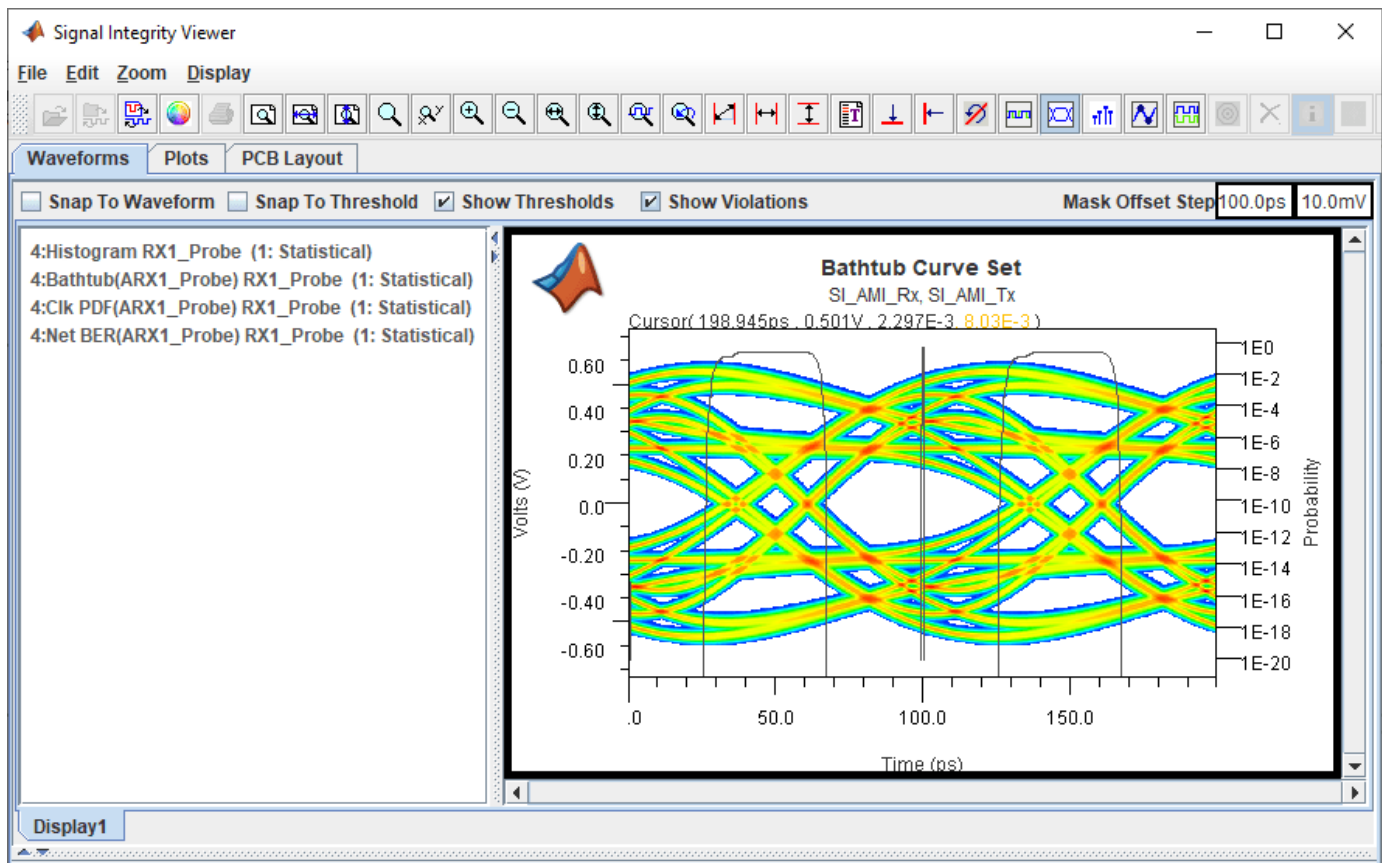 Signal Integrity Viewer
File Edit Zoom Display
Waveforms Plots PCB Layout
Snap To Waveform Snap To Threshold Show Thresholds Show Violations Mask Offset Step 100.0ps 10.0mV
4:Histogram RX1_Probe (1: Statistical)
4:Bathtub(ARX1_Probe) RX1_Probe (1: Statistical)
4:Clk PDF(ARX1_Probe) RX1_Probe (1: Statistical)
4:Net BER(ARX1_Probe) RX1_Probe (1: Statistical)
Bathtub Curve Set
SI_AMI_Rx, SI_AMI_Tx
Cursor( 198.945ps , 0.501V , 2.297E-3, 8.03E-3 )
Volts (V)
0.60
0.40
0.20
0.0
-0.20
-0.40
-0.60
1E0
1E-2
1E-4
1E-6
1E-8
1E-10
1E-12
1E-14
1E-16
1E-18
1E-20
Probability
.0 50.0 100.0 150.0
Time (ps)
Display1